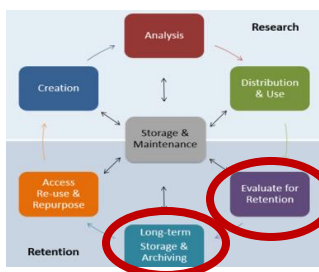 Analysis
Research
Creation
Distribution
& Use
Storage &
Maintenance
Access
Re-use &
Repurpose
Evaluate for
Retention
Long-term
Storage &
Archiving
Retention